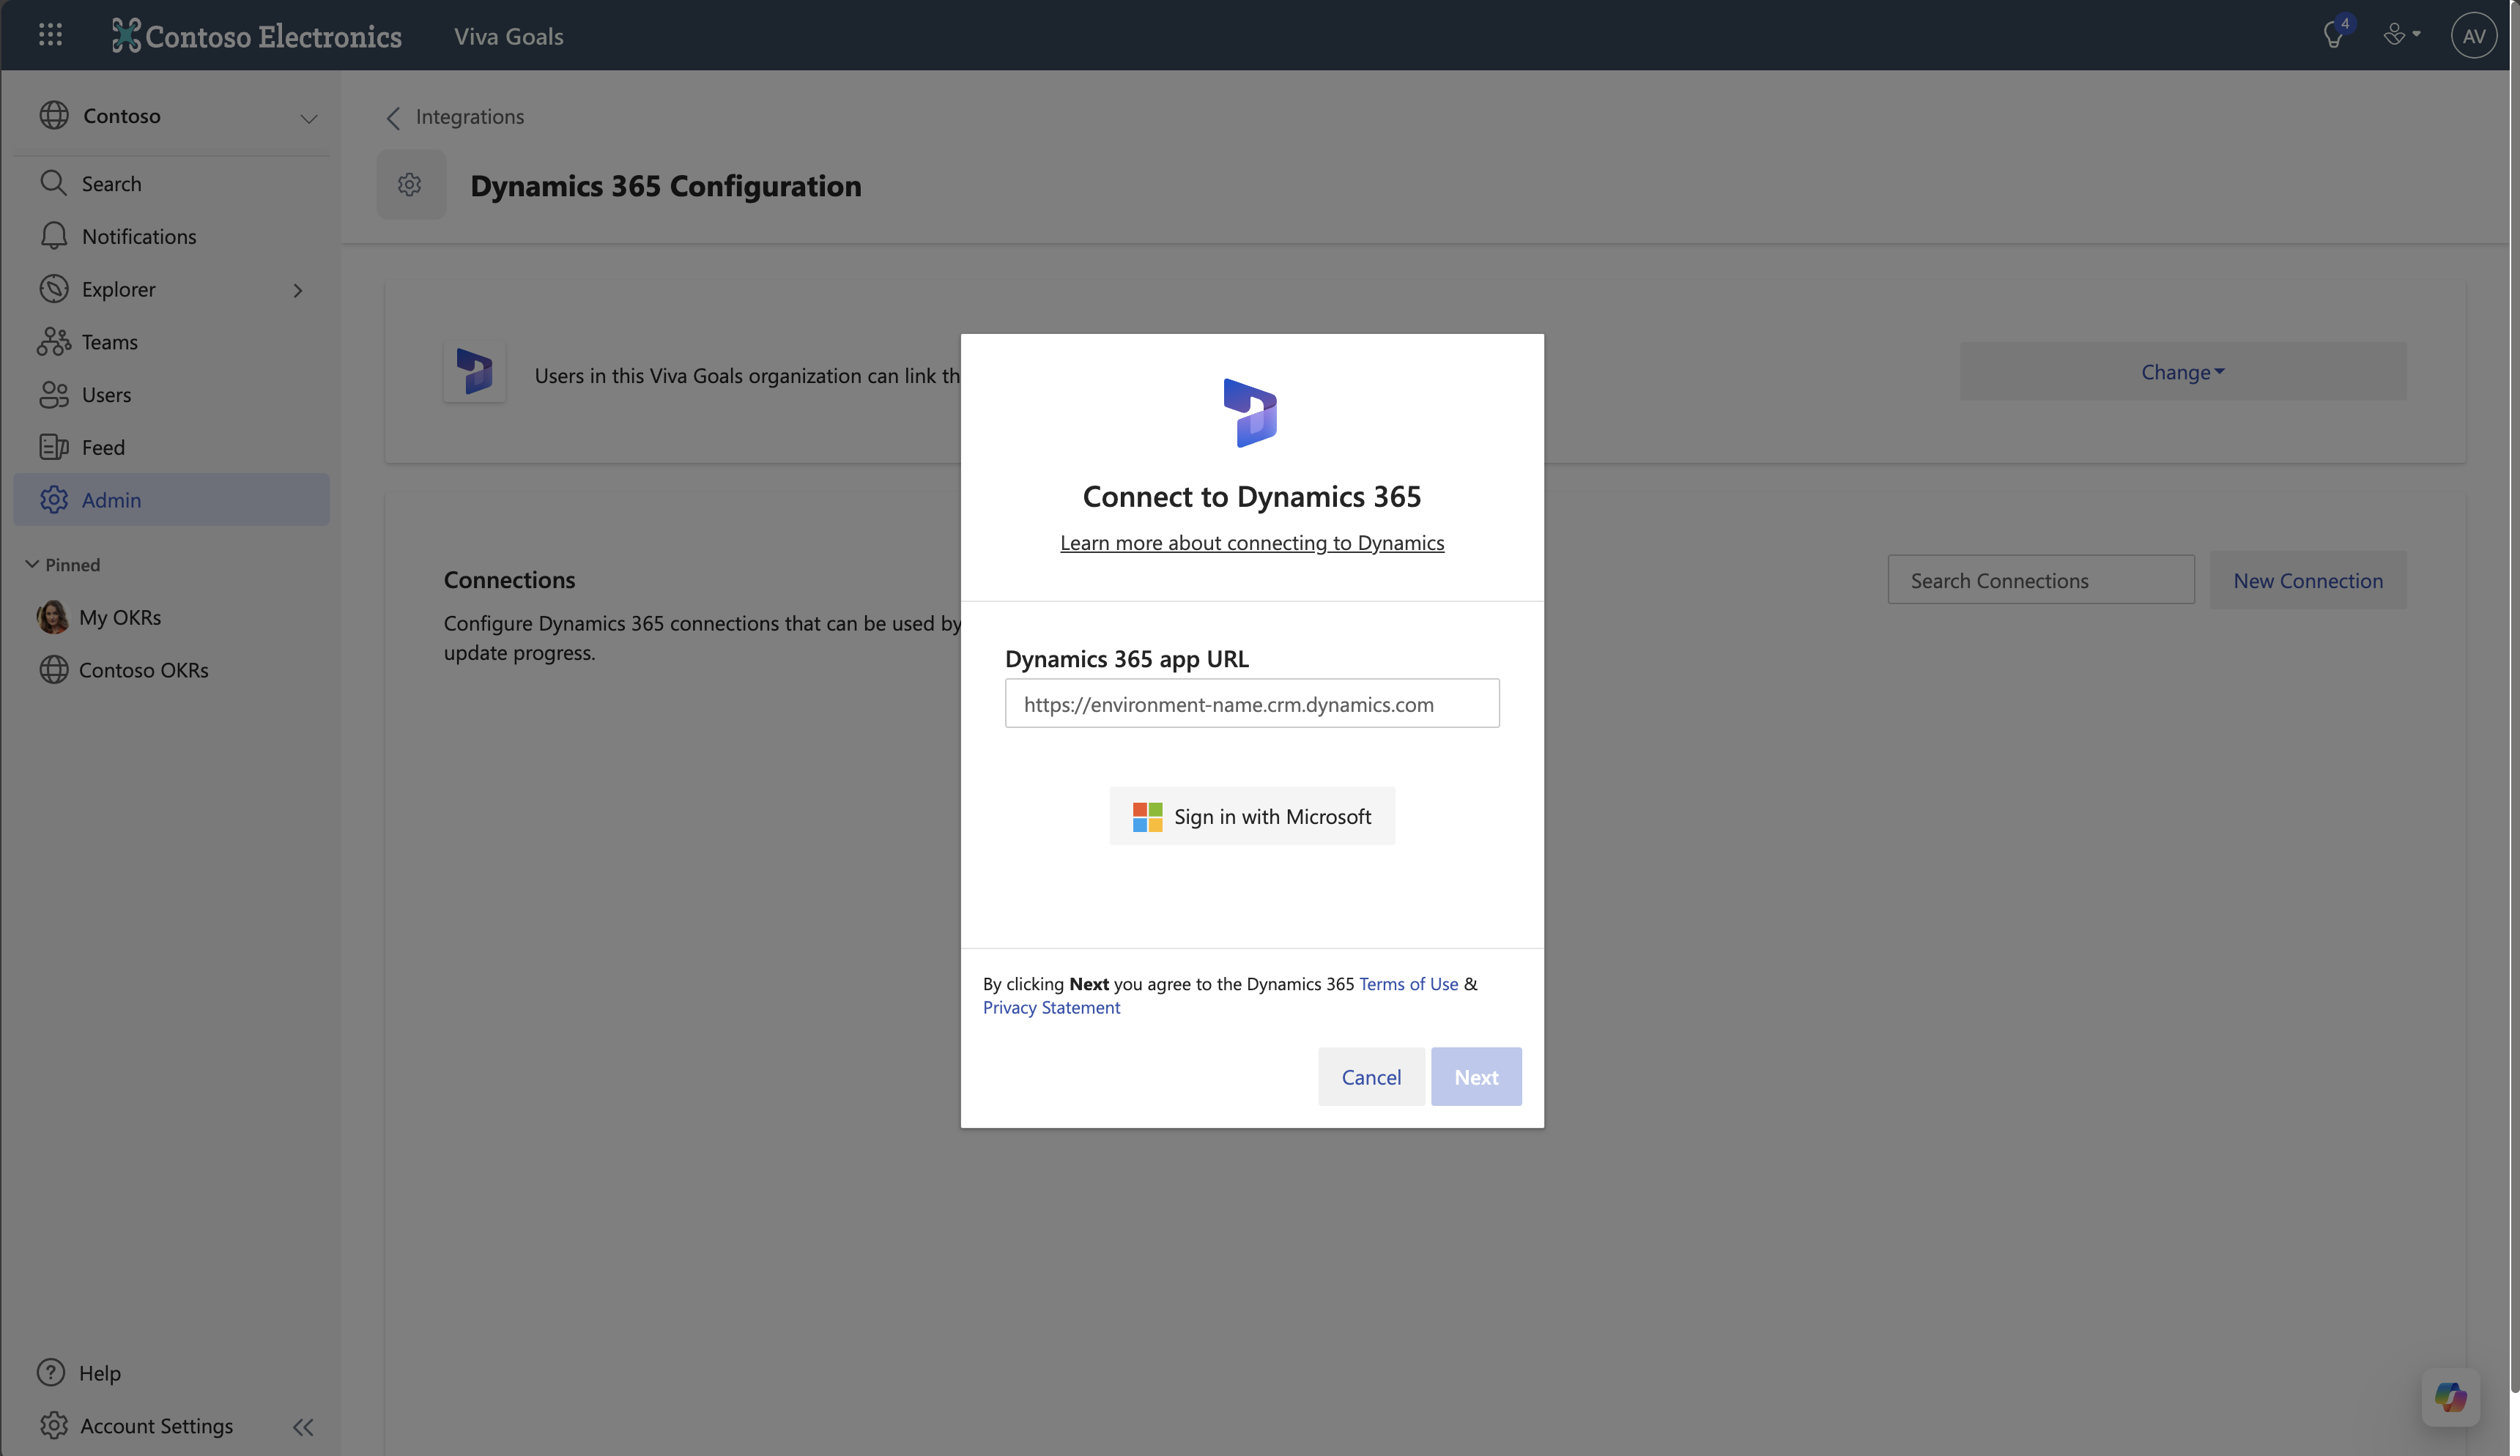 Contoso Electronics
Viva Goals
4
AV
Contoso
Search
Notifications
Explorer
Teams
Users
Feed
Admin
Pinned
My OKRs
Contoso OKRs
Help
Account Settings
Integrations
Dynamics 365 Configuration
Users in this Viva Goals organization can link th
Change
Connections
Configure Dynamics 365 connections that can be used by
update progress.
Search Connections
New Connection
Connect to Dynamics 365
Learn more about connecting to Dynamics
Dynamics 365 app URL
https://environment-name.crm.dynamics.com
Sign in with Microsoft
By clicking Next you agree to the Dynamics 365 Terms of Use &
Privacy Statement
Cancel
Next